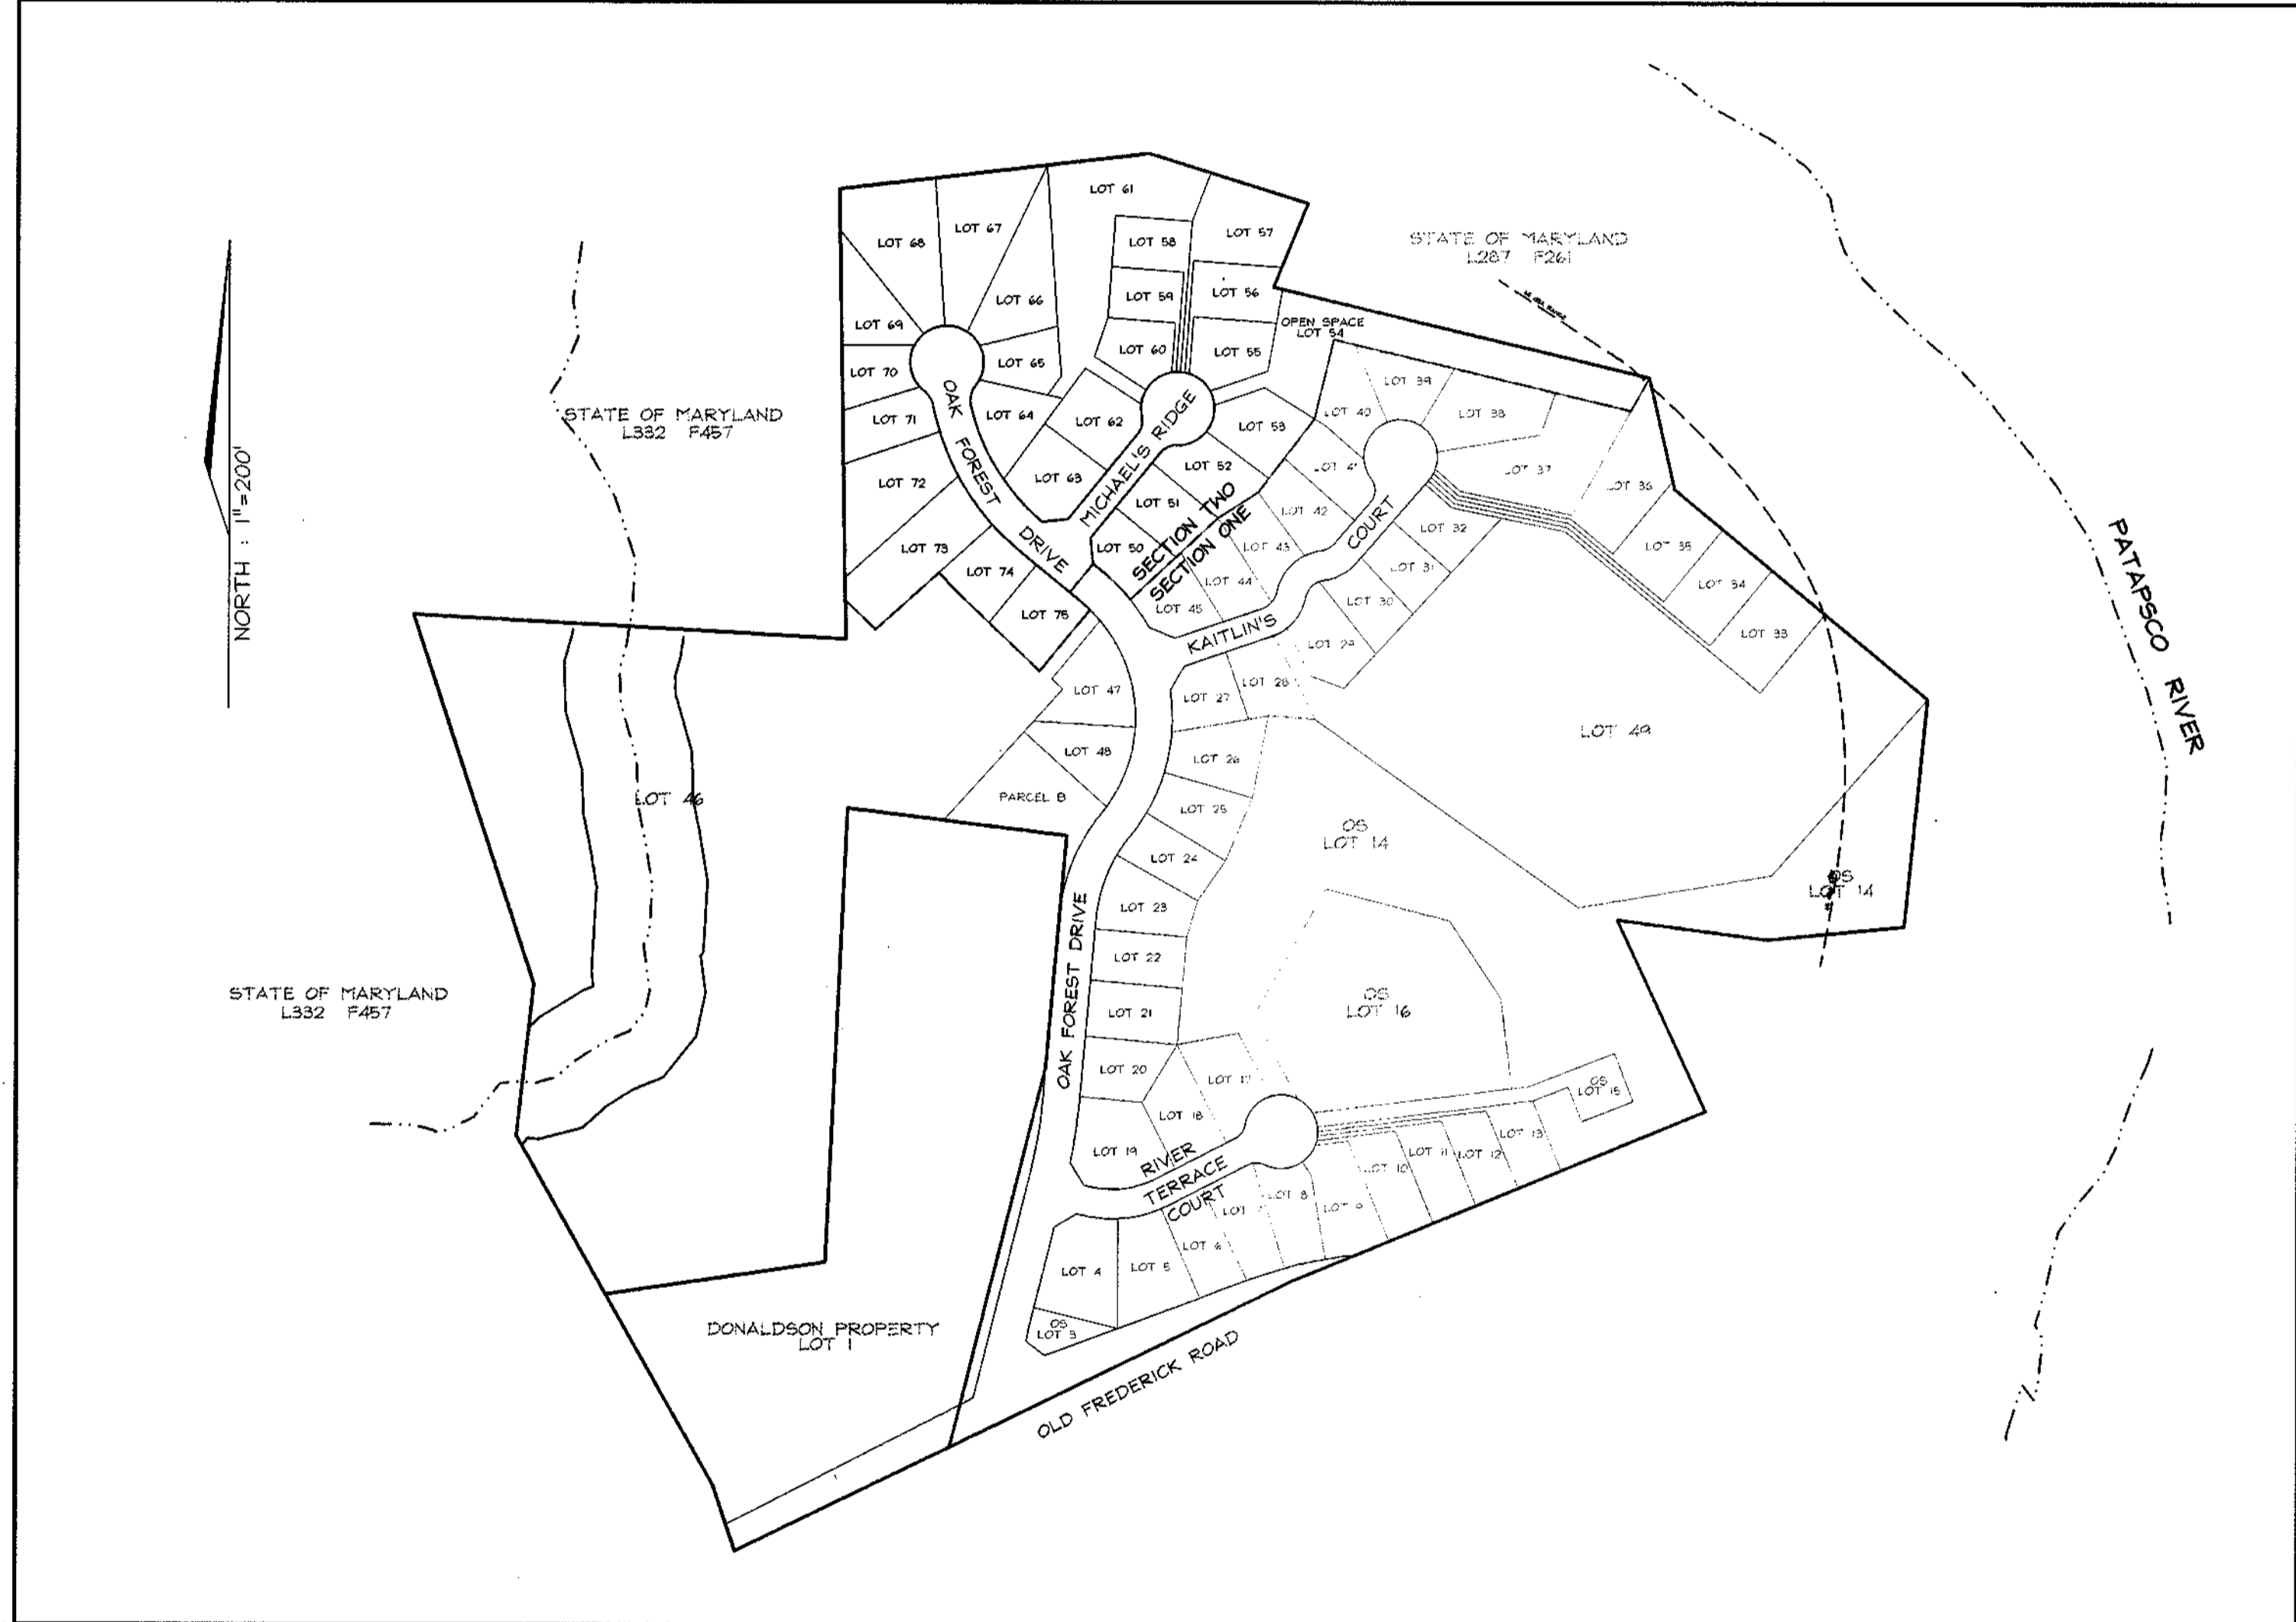 LOT 61
LOT 67
LOT 57
LOT 68
LOT 58
STATE OF MARYLAND
L287 F261
LOT 56
LOT 59
LOT 66
LOT 69
OPEN SPACE
LOT 54
LOT 60
LOT 55
LOT 65
LOT 70
LOT 39
STATE OF MARYLAND
L332 F457
LOT 71
LOT 64
LOT 62
LOT 53
LOT 40
LOT 38
OAK FOREST DRIVE
MICHAEL'S RIDGE
LOT 72
LOT 63
LOT 52
LOT 41
LOT 37
LOT 36
NORTH : 1"=200'
LOT 51
SECTION TWO
SECTION ONE
LOT 42
COURT
LOT 32
LOT 73
LOT 50
LOT 43
LOT 35
LOT 74
LOT 44
LOT 31
LOT 34
LOT 75
LOT 45
LOT 30
LOT 33
KAITLIN'S
LOT 29
PATAPSCO RIVER
LOT 47
LOT 27
LOT 28
LOT 49
LOT 48
LOT 26
LOT 46
PARCEL B
LOT 25
OS
LOT 14
LOT 24
OS
LOT 14
LOT 23
OAK FOREST DRIVE
LOT 22
STATE OF MARYLAND
L332 F457
LOT 21
OS
LOT 16
LOT 20
LOT 17
OS
LOT 15
LOT 18
LOT 19
RIVER
TERRACE
COURT
LOT 13
LOT 12
LOT 11
LOT 10
LOT 9
LOT 8
LOT
LOT 6
LOT 5
LOT 4
OS
LOT 3
DONALDSON PROPERTY
LOT 1
OLD FREDERICK ROAD